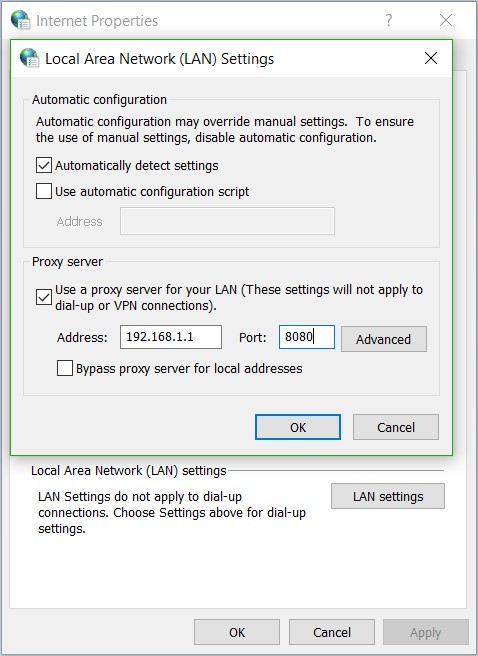 Internet Properties
?
Local Area Network (LAN) Settings
Automatic configuration
Automatic configuration may override manual settings. To ensure
the use of manual settings, disable automatic configuration.
Automatically detect settings
Use automatic configuration script
Address
Proxy server
Use a proxy server for your LAN (These settings will not apply to
dial-up or VPN connections).
Address: 192.168.1.1 Port: 8080 Advanced
Bypass proxy server for local addresses
OK Cancel
Local Area Network (LAN) settings
LAN Settings do not apply to dial-up
connections. Choose Settings above for dial-up
settings.
LAN settings
OK Cancel Apply